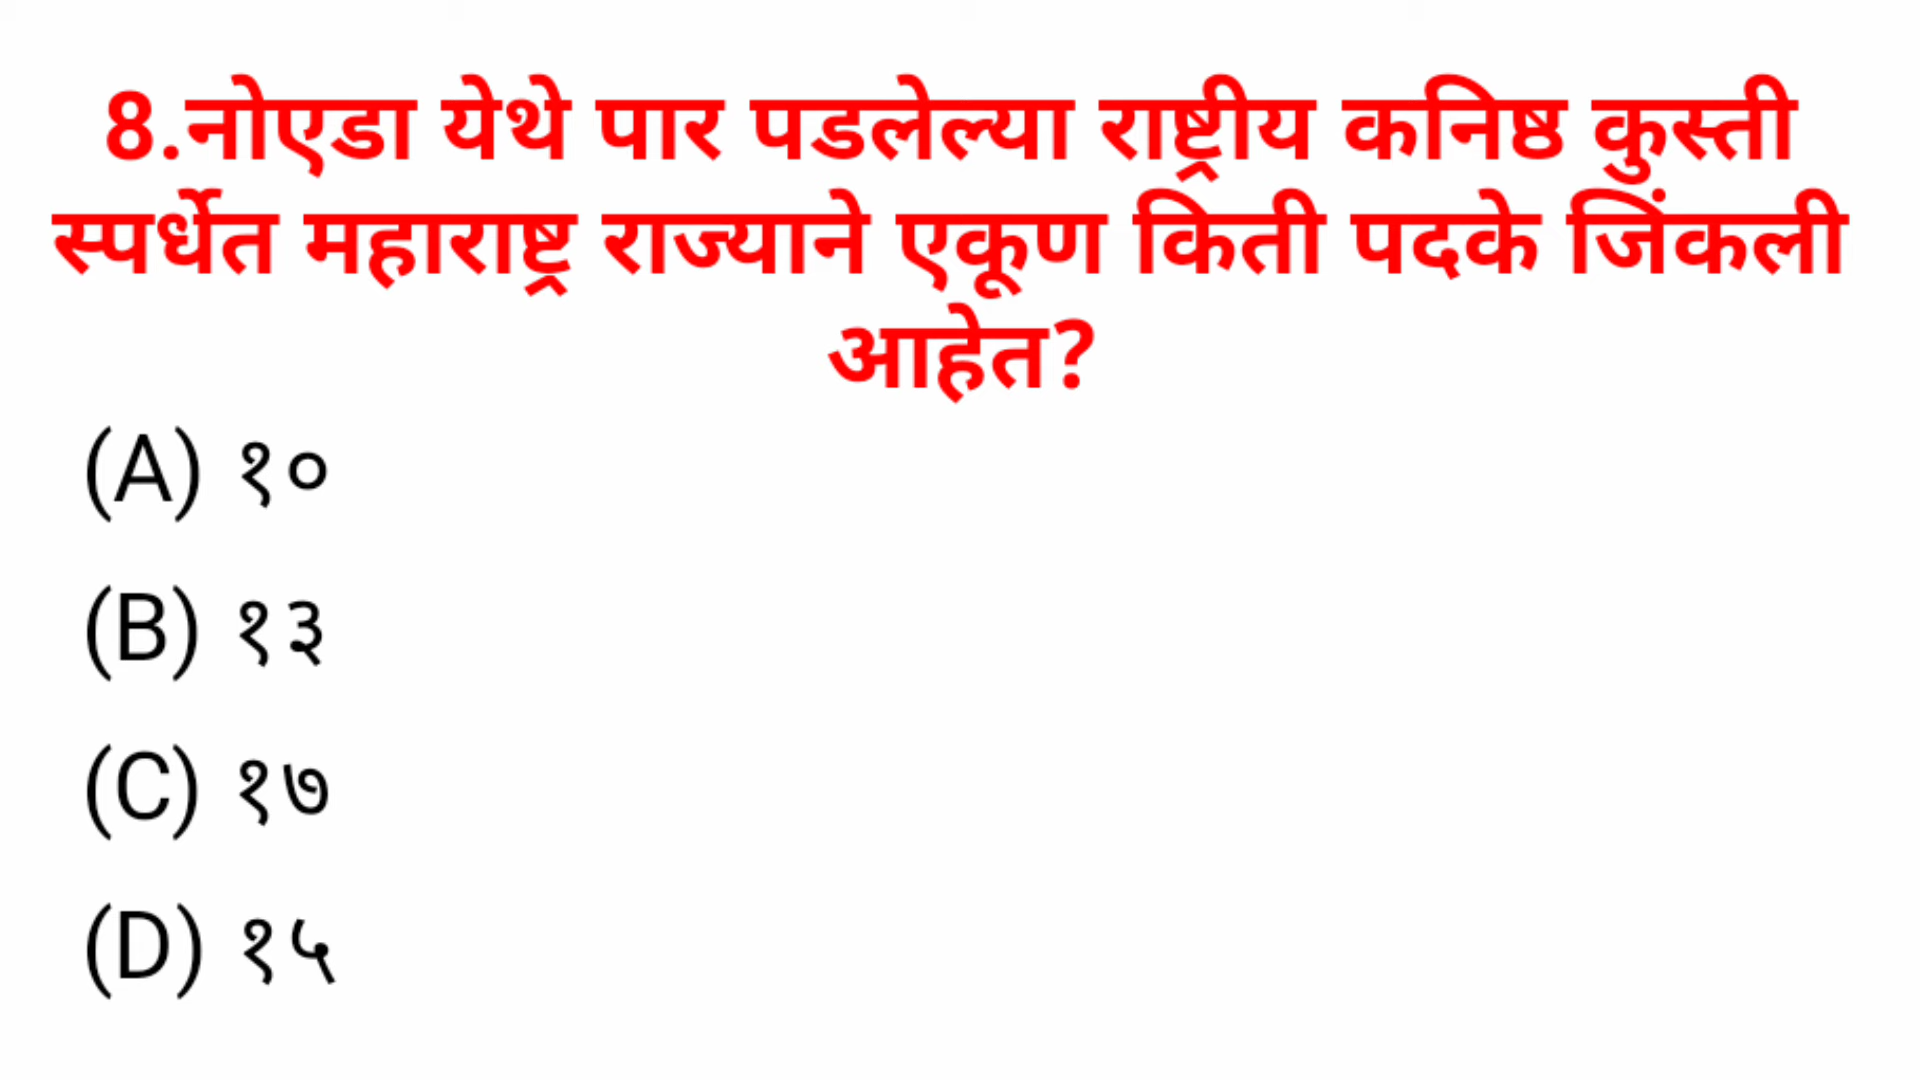 8.नोएडा येथे पार पडलेल्या राष्ट्रीय कनिष्ठ कुस्ती
स्पर्धेत महाराष्ट्र राज्याने एकूण किती पदके जिंकली
आहेत?
(A) १०
(B) १३
(C) १७
(D) १५